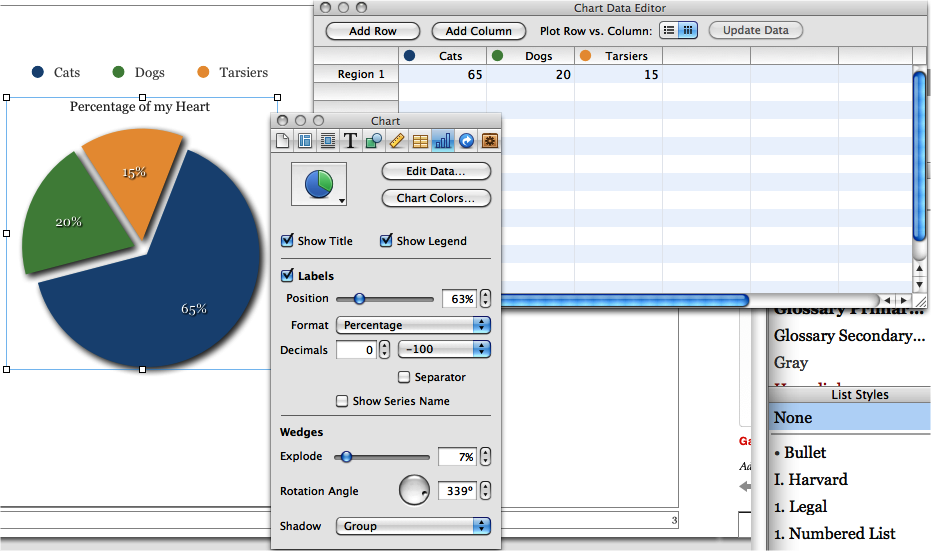 Chart Data Editor
Add Row
Add Column
Plot Row vs. Column:
Update Data
Cats
Dogs
Tarsiers
Region 1
65
20
15
Cats
Dogs
Tarsiers
Percentage of my Heart
15%
20%
65%
Chart
T
Edit Data...
Chart Colors...
Show Title
Show Legend
Labels
Position
63%
Format
Percentage
Decimals
0
-100
Separator
Show Series Name
Wedges
Explode
7%
Rotation Angle
339°
Shadow
Group
Glossary Secondary...
Gray
List Styles
None
• Bullet
I. Harvard
1. Legal
1. Numbered List
3